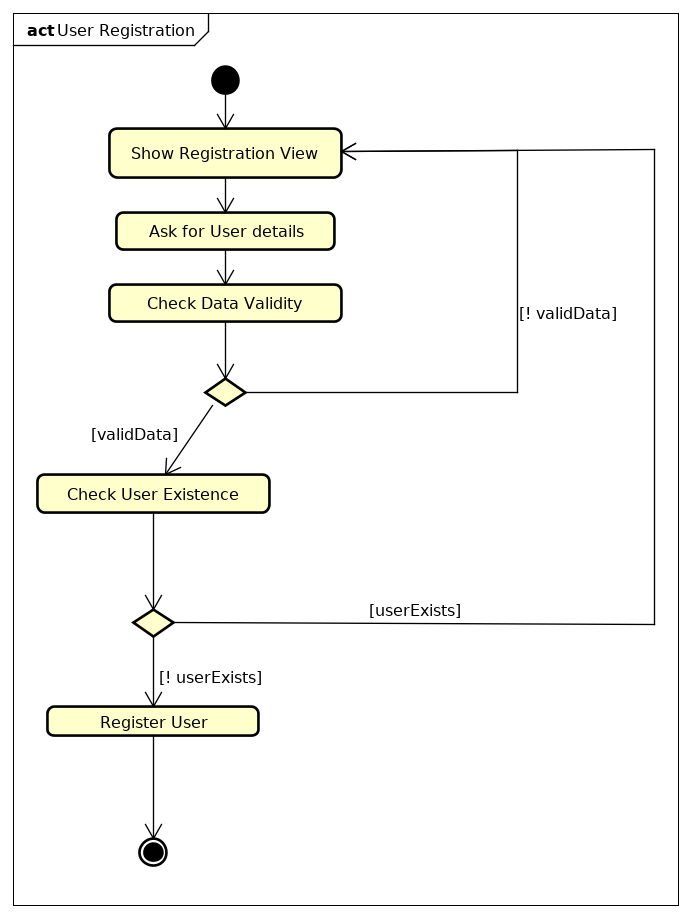 act User Registration
Show Registration View
Ask for User details
Check Data Validity
[! validData]
[validData]
Check User Existence
[userExists]
[! userExists]
Register User